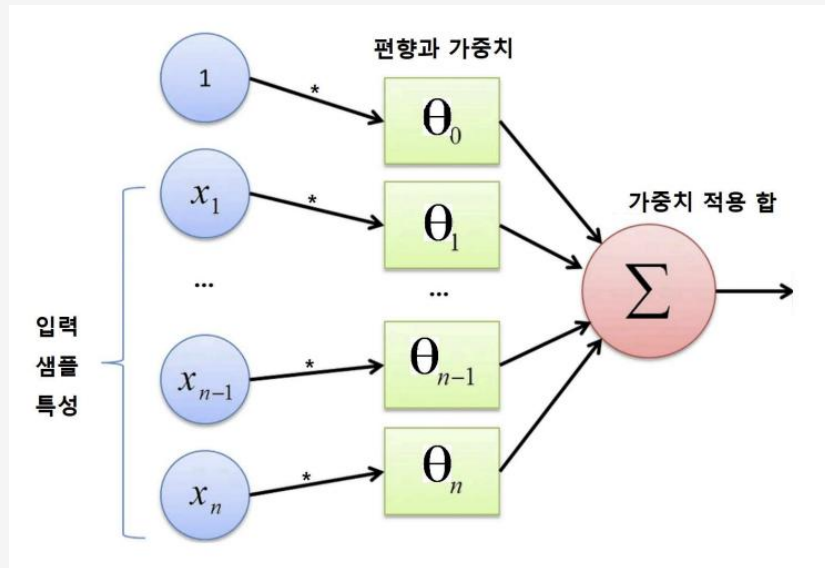 편향과 가중치
1
*
θ₀
x₁
*
θ₁
가중치 적용 합
...
...
Σ
입력
샘플
특성
xₙ₋₁
*
θₙ₋₁
xₙ
*
θₙ